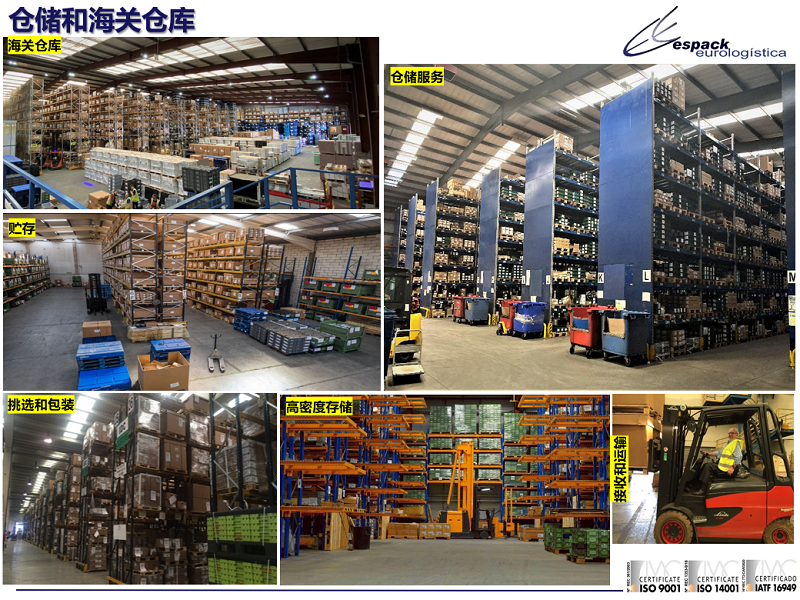 仓储和海关仓库
espack
eurologística
海关仓库
仓储服务
贮存
L
M
挑选和包装
高密度存储
接收和运输
CERTIFICATE
ISO 9001
CERTIFICATE
ISO 14001
CERTIFICADO
IATF 16949